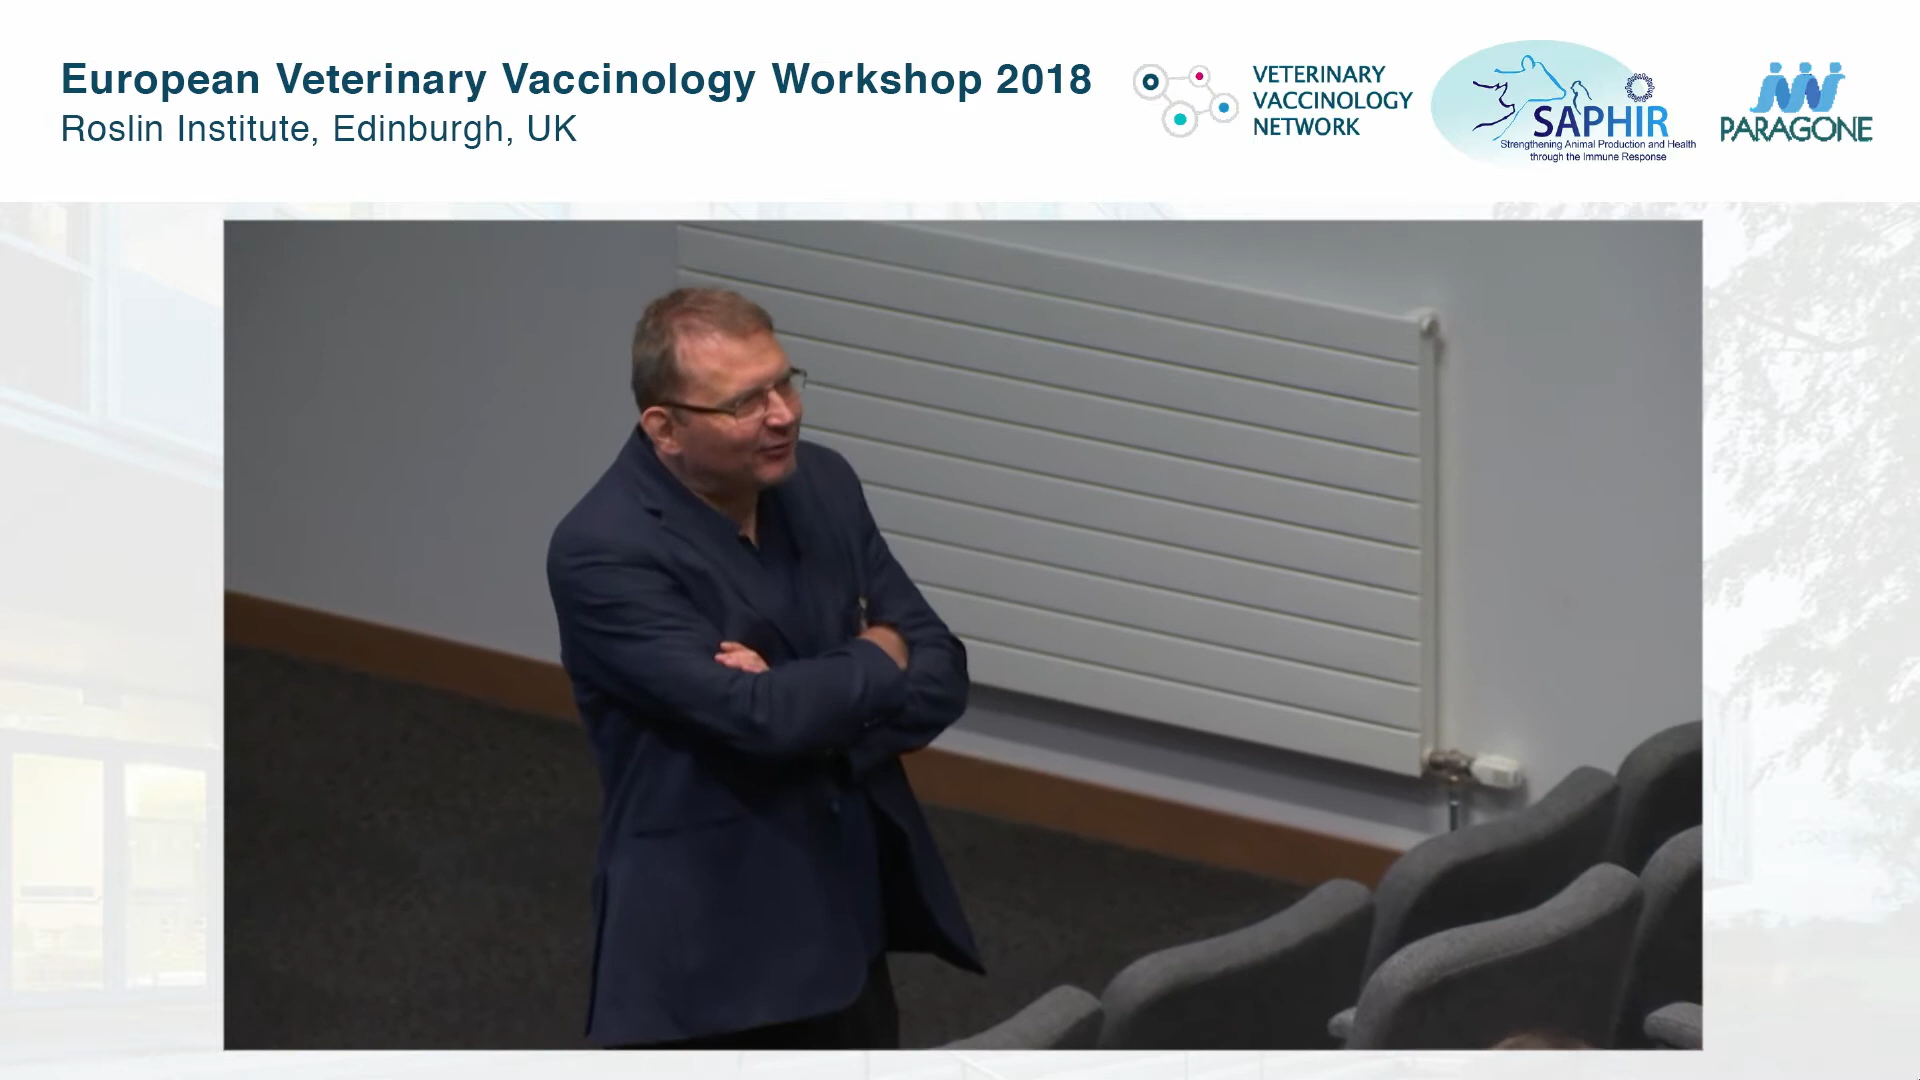 European Veterinary Vaccinology Workshop 2018
Roslin Institute, Edinburgh, UK
VETERINARY
VACCINOLOGY
NETWORK
SAPHIR
Strengthening Animal Production and Health
through the Immune Response
PARAGONE